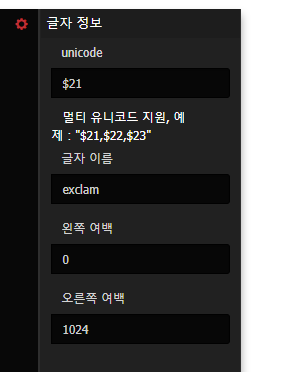 글자 정보
unicode
$21
멀티 유니코드 지원, 예
제 : "$21,$22,$23"
글자 이름
exclam
왼쪽 여백
0
오른쪽 여백
1024